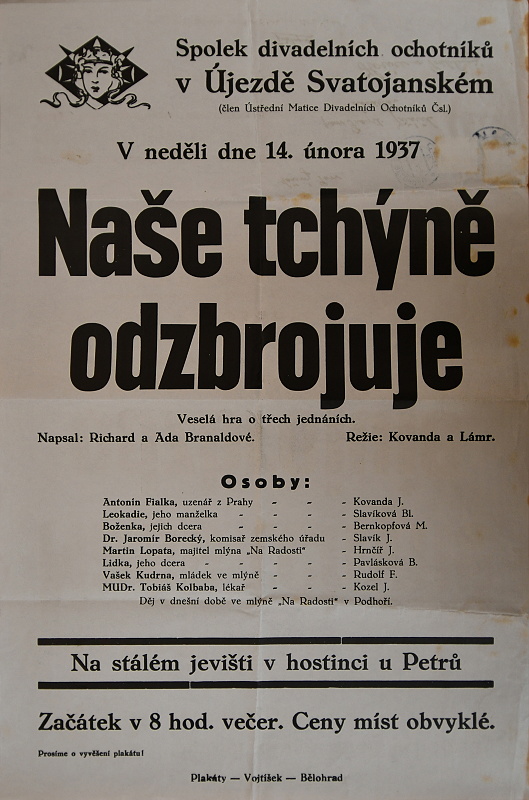 Spolek divadelních ochotníků
v Újezdě Svatojanském
(člen Ústřední Matice Divadelních Ochotníků Čsl.)
V neděli dne 14. února 1937
Naše tchýně
odzbrojuje
Veselá hra o třech jednáních.
Napsal: Richard a Ada Branaldové. Režie: Kovanda a Lámr.
Osoby:
Antonín Fialka, uzenář z Prahy - - - Kovanda J.
Leokadie, jeho manželka - - - - Slavíková Bl.
Boženka, jejich dcera - - - - Bernkopfová M.
Dr. Jaromír Borecký, komisař zemského úřadu - Slavík J.
Martin Lopata, majitel mlýna „Na Radosti" - - Hrnčíř J.
Lidka, jeho dcera - - - - Pavlásková B.
Vašek Kudrna, mládek ve mlýně - - - Rudolf F.
MUDr. Tobiáš Kolbaba, lékař - - - Kozel J.
Děj v dnešní době ve mlýně „Na Radosti" v Podhoří.
Na stálém jevišti v hostinci u Petrů
Začátek v 8 hod. večer. Ceny míst obvyklé.
Prosíme o vyvěšení plakátu!
Plakáty — Vojtíšek — Bělohrad